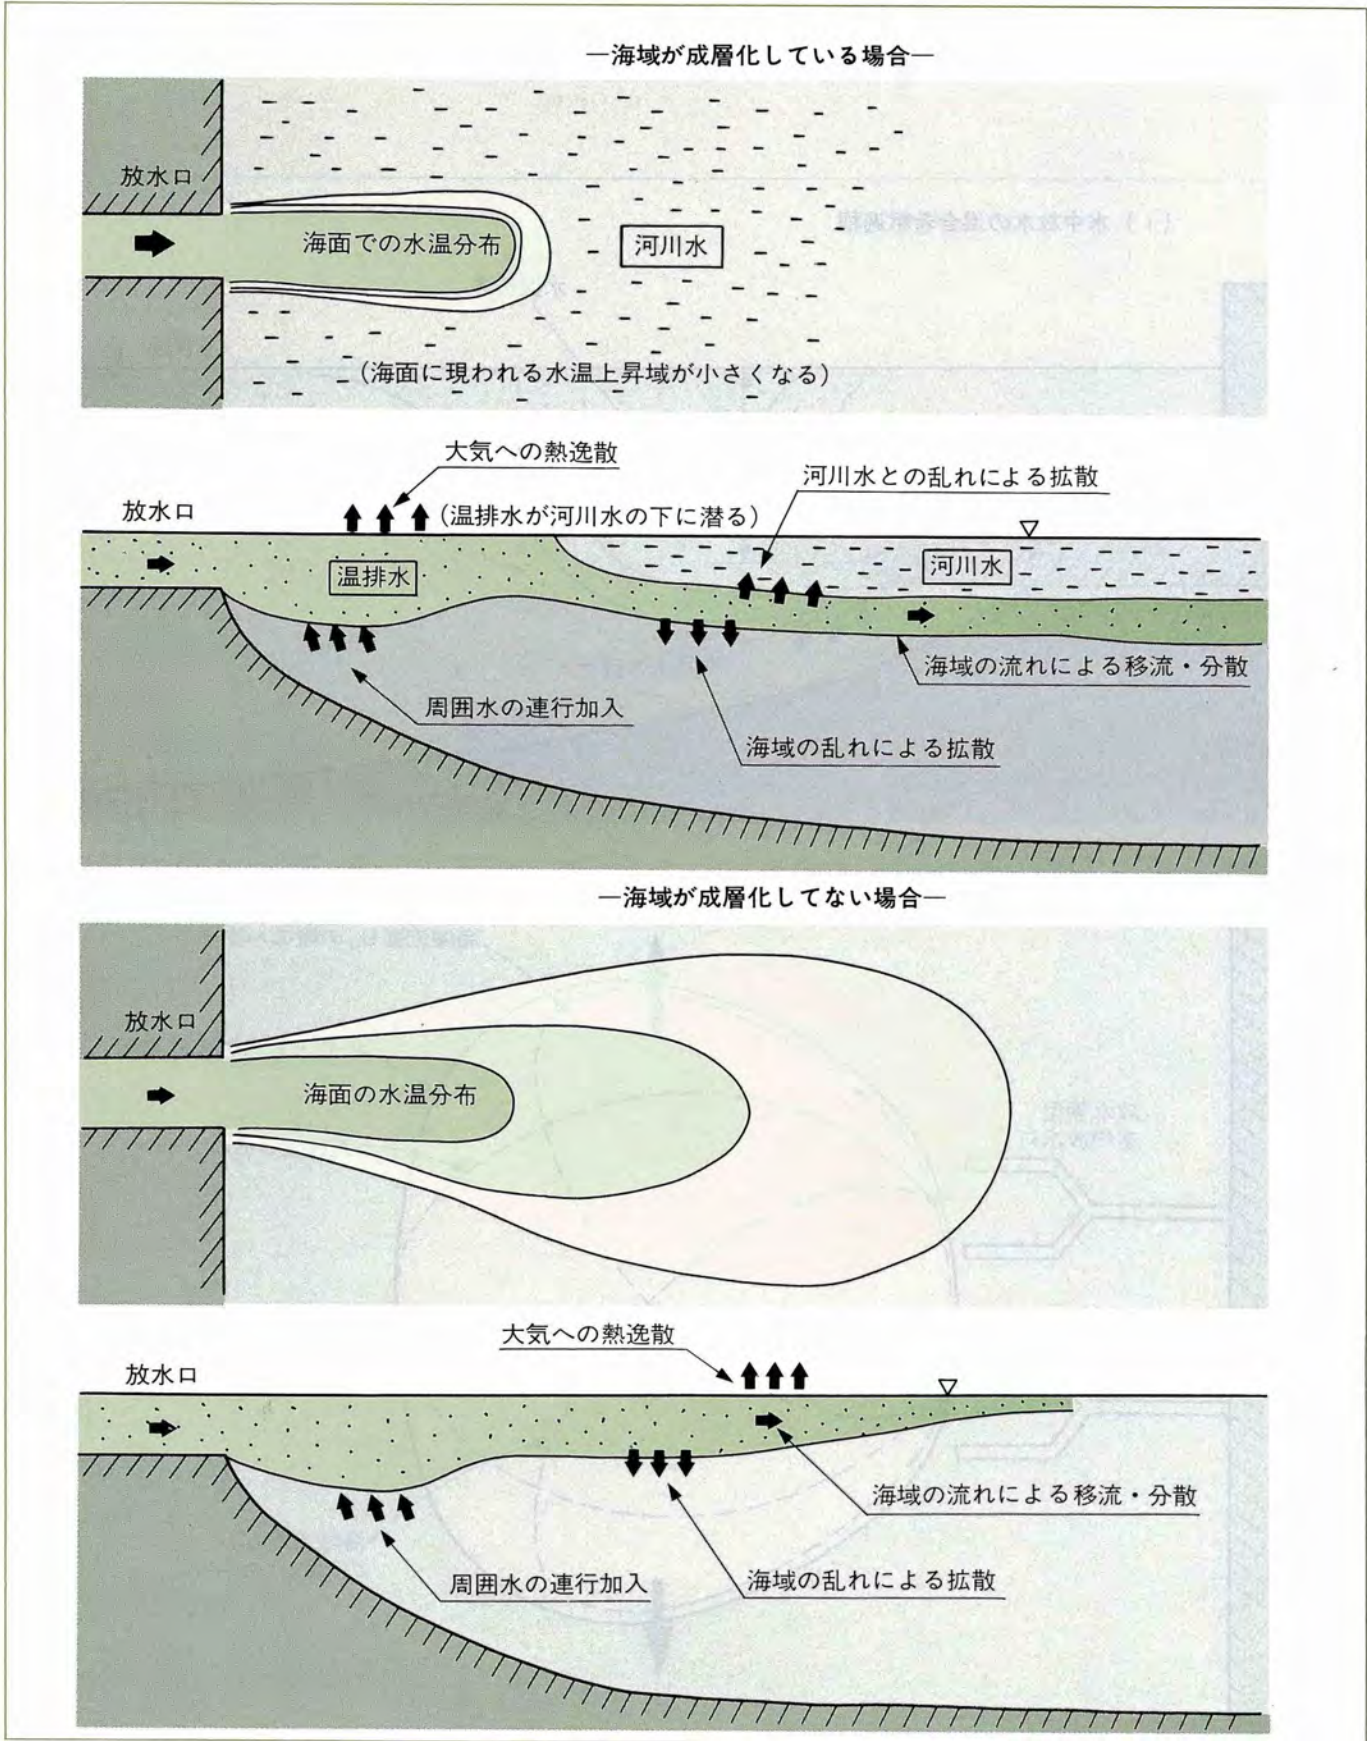 ―海域が成層化している場合―
放水口
海面での水温分布
河川水
(海面に現われる水温上昇域が小さくなる)
大気への熱逸散
河川水との乱れによる拡散
放水口
(温排水が河川水の下に潜る)
温排水
河川水
海域の流れによる移流・分散
周囲水の連行加入
海域の乱れによる拡散
―海域が成層化してない場合―
放水口
海面の水温分布
大気への熱逸散
放水口
海域の流れによる移流・分散
周囲水の連行加入
海域の乱れによる拡散